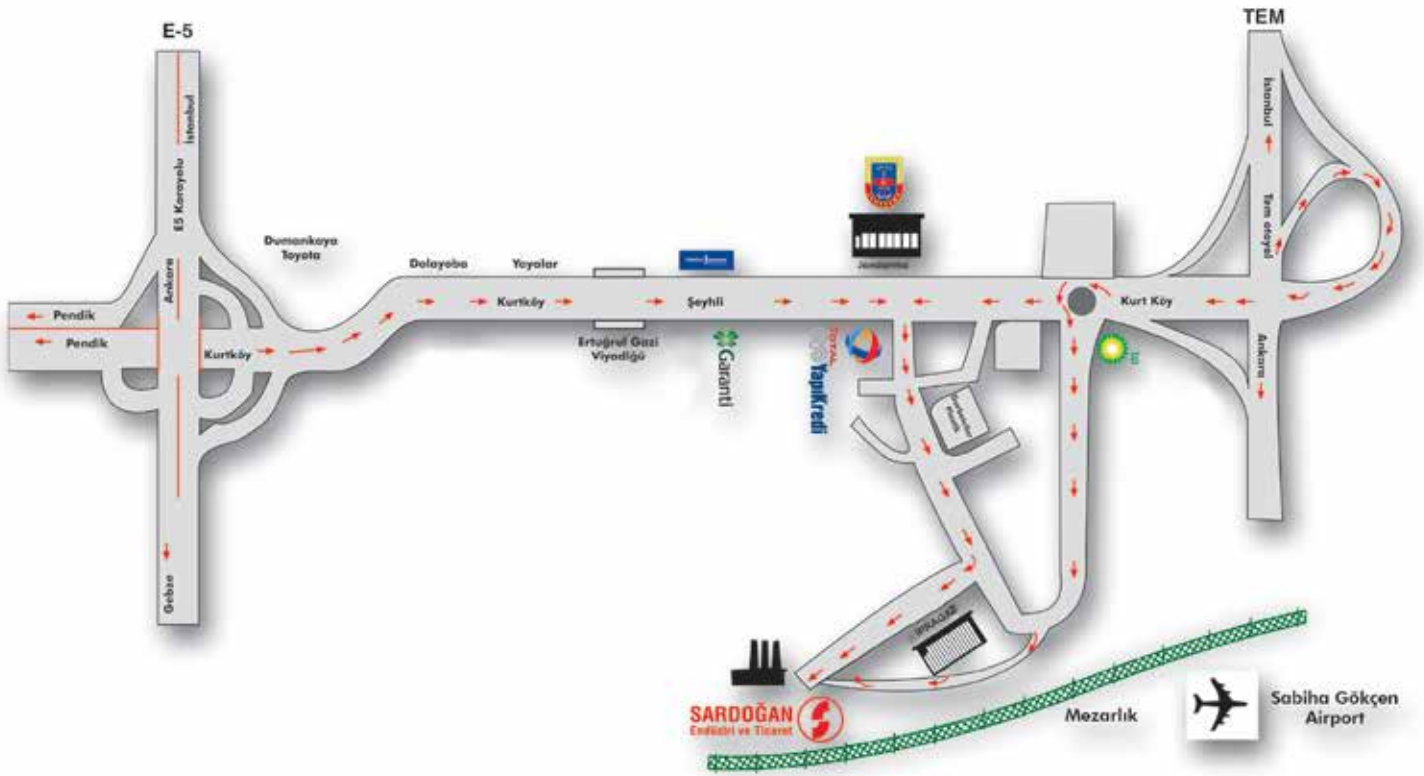 E-5
TEM
İstanbul
E5 Karayolu
Ankara
İstanbul
Tem otoyol
Ankara
Dumankaya
Toyota
Dolayoba
Yayalar
Jandarma
Pendik
Pendik
Kurtköy
Kurtköy
Şeyhli
Kurt Köy
Ertuğrul Gazi
Viyadüğü
Garanti
TOTAL
YapıKredi
Gebze
İPRAGAZ
SARDOĞAN
Endüstri ve Ticaret
Mezarlık
Sabiha Gökçen
Airport